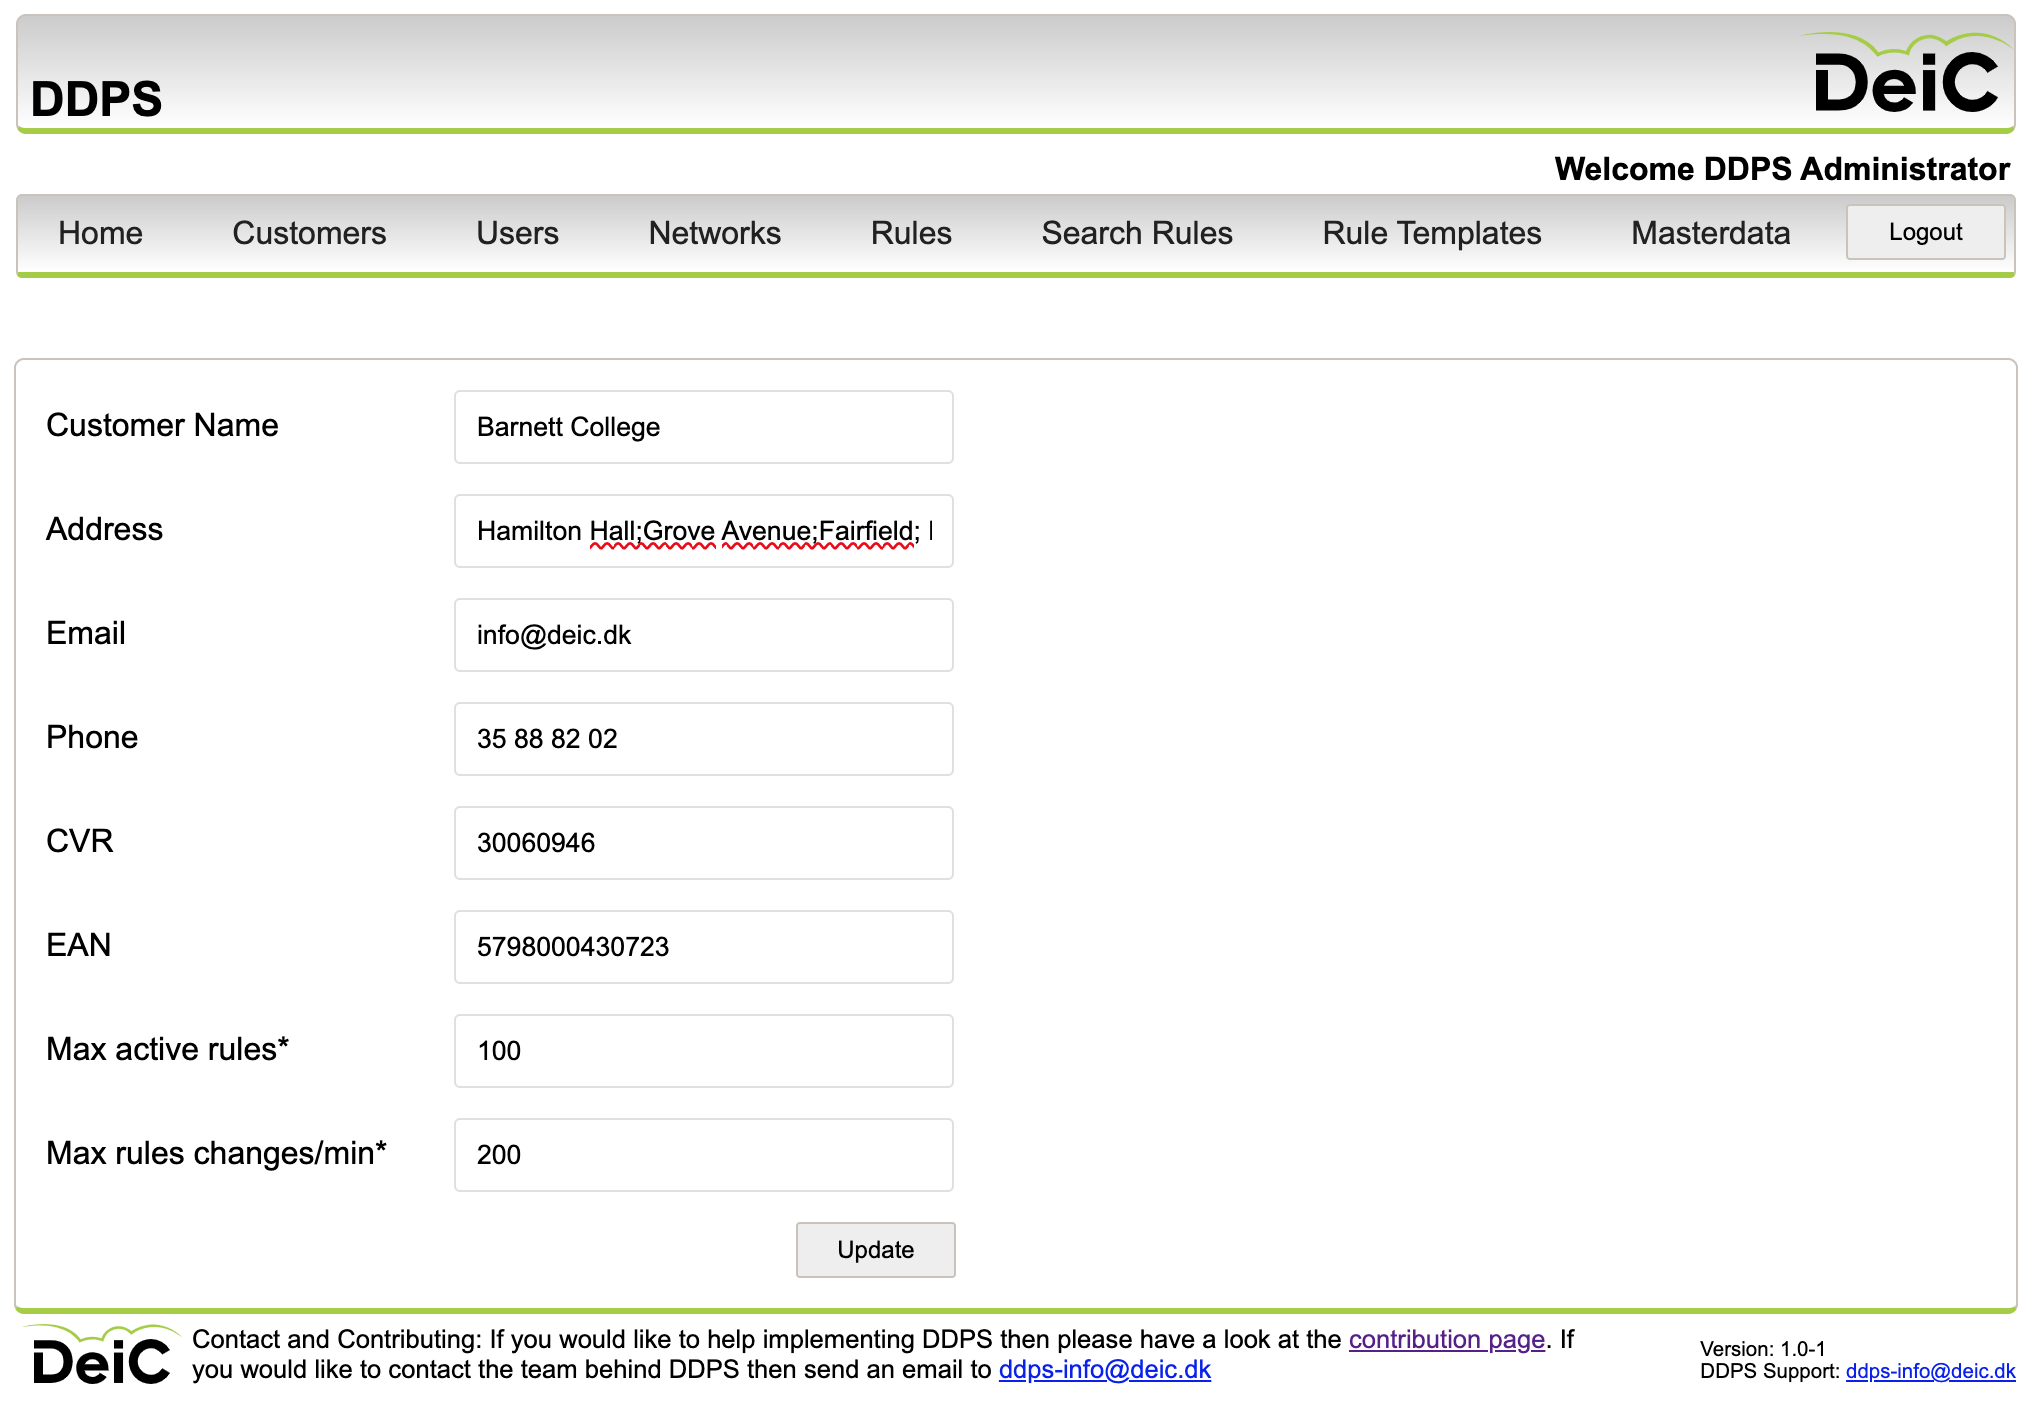 DDPS
DeiC
Welcome DDPS Administrator
Home Customers Users Networks Rules Search Rules Rule Templates Masterdata Logout
Customer Name Barnett College
Address Hamilton Hall;Grove Avenue;Fairfield;
Email info@deic.dk
Phone 35 88 82 02
CVR 30060946
EAN 5798000430723
Max active rules* 100
Max rules changes/min* 200
Update
DeiC
Contact and Contributing: If you would like to help implementing DDPS then please have a look at the contribution page. If
you would like to contact the team behind DDPS then send an email to ddps-info@deic.dk
Version: 1.0-1
DDPS Support: ddps-info@deic.dk